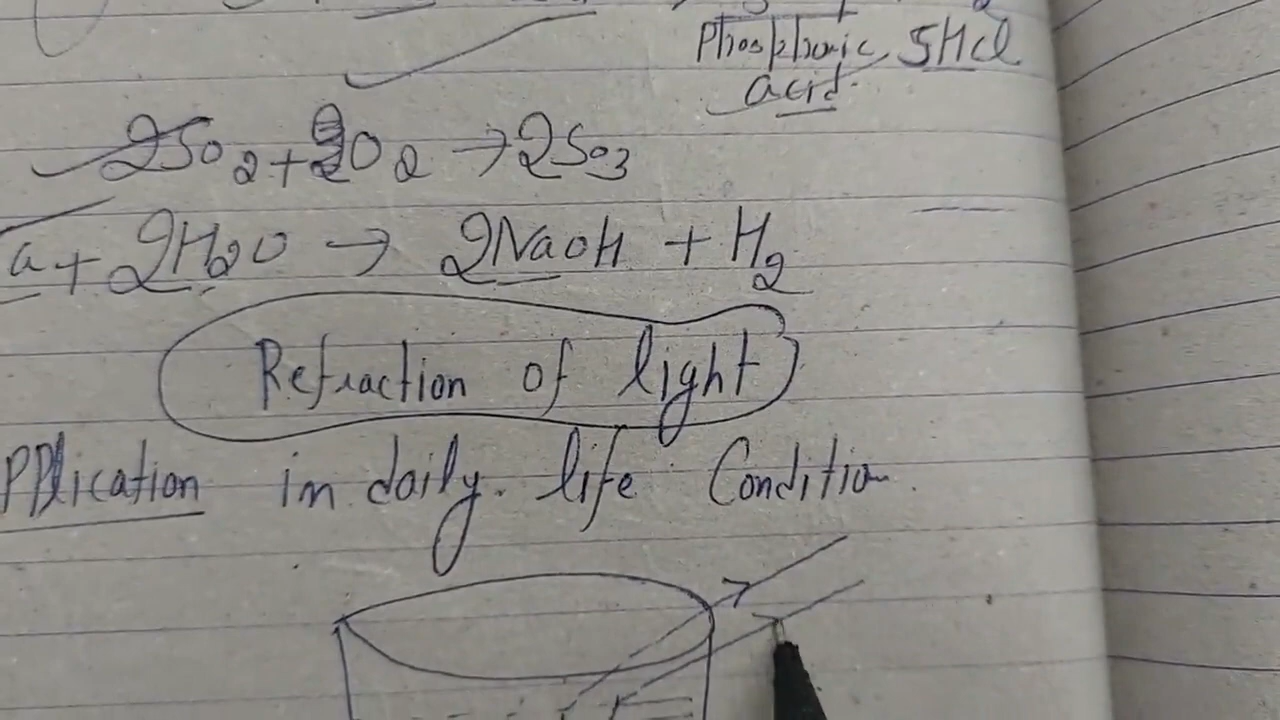 Phosphoric 5HCl
acid.
2SO2 + 2O2 → 2SO3
a + 2H2O → 2NaOH + H2
Refraction of light
pplication in daily. life Condition.